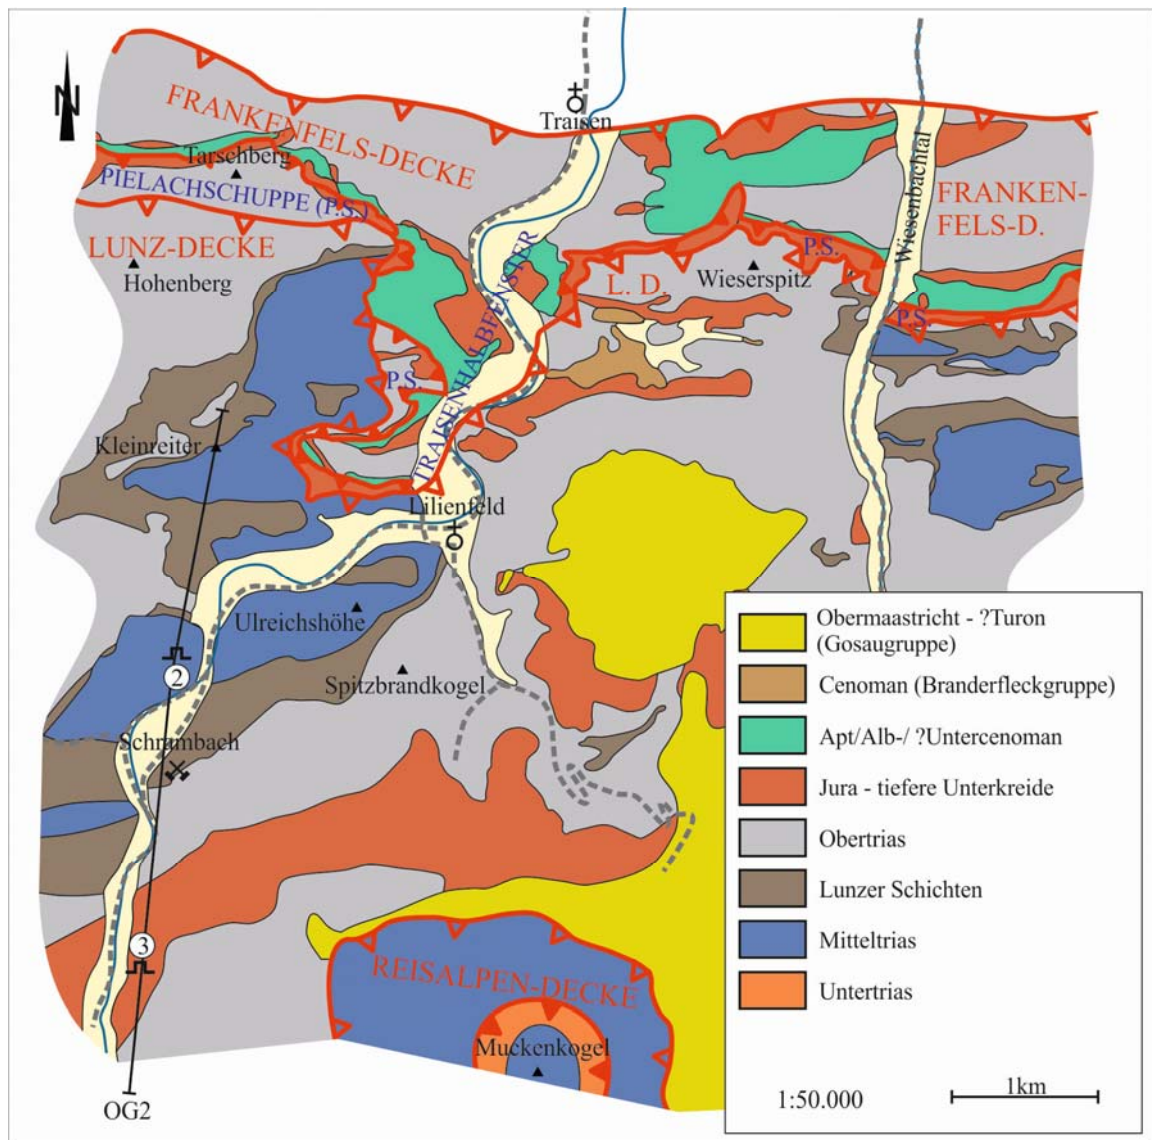 N
Traisen
FRANKENFELS-DECKE
Tarschberg
PIELACHSCHUPPE (P.S.)
LUNZ-DECKE
Hohenberg
TRAISENHALBFENSTER
Wiesenbachtal
FRANKEN-
FELS-D.
P.S.
L. D.
Wieserspitz
P.S.
P.S.
Kleinreiter
Lilienfeld
Ulreichshöhe
Spitzbrandkogel
2
Schrambach
3
REISALPEN-DECKE
Muckenkogel
OG2
Obermaastricht - ?Turon
(Gosaugruppe)
Cenoman (Branderfleckgruppe)
Apt/Alb-/ ?Untercenoman
Jura - tiefere Unterkreide
Obertrias
Lunzer Schichten
Mitteltrias
Untertrias
1:50.000
1km